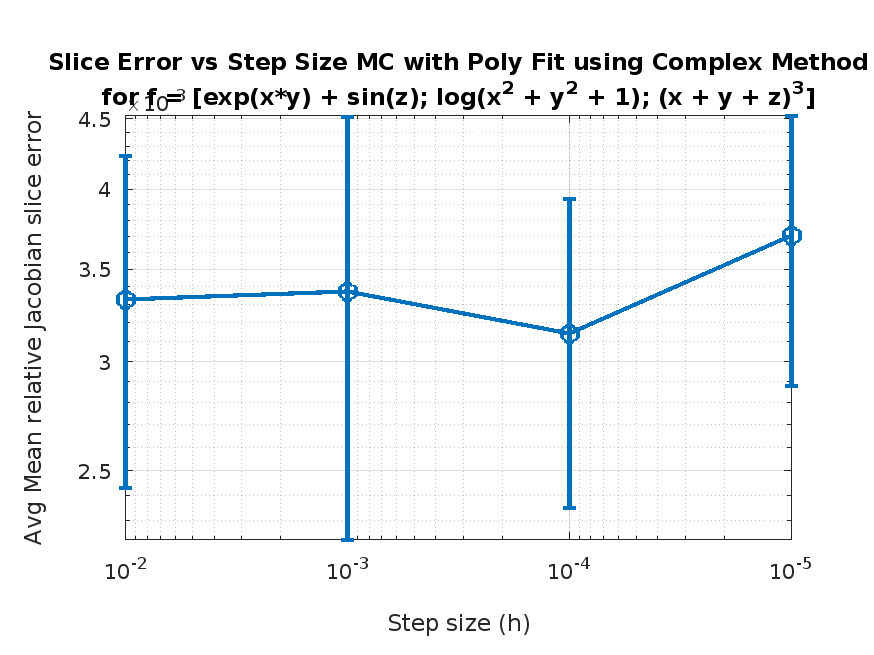 Slice Error vs Step Size MC with Poly Fit using Complex Method
for f = [exp(x*y) + sin(z); log(x² + y² + 1); (x + y + z)³]
×10⁻³
4.5
4
3.5
3
2.5
Avg Mean relative Jacobian slice error
10⁻² 10⁻³ 10⁻⁴ 10⁻⁵
Step size (h)